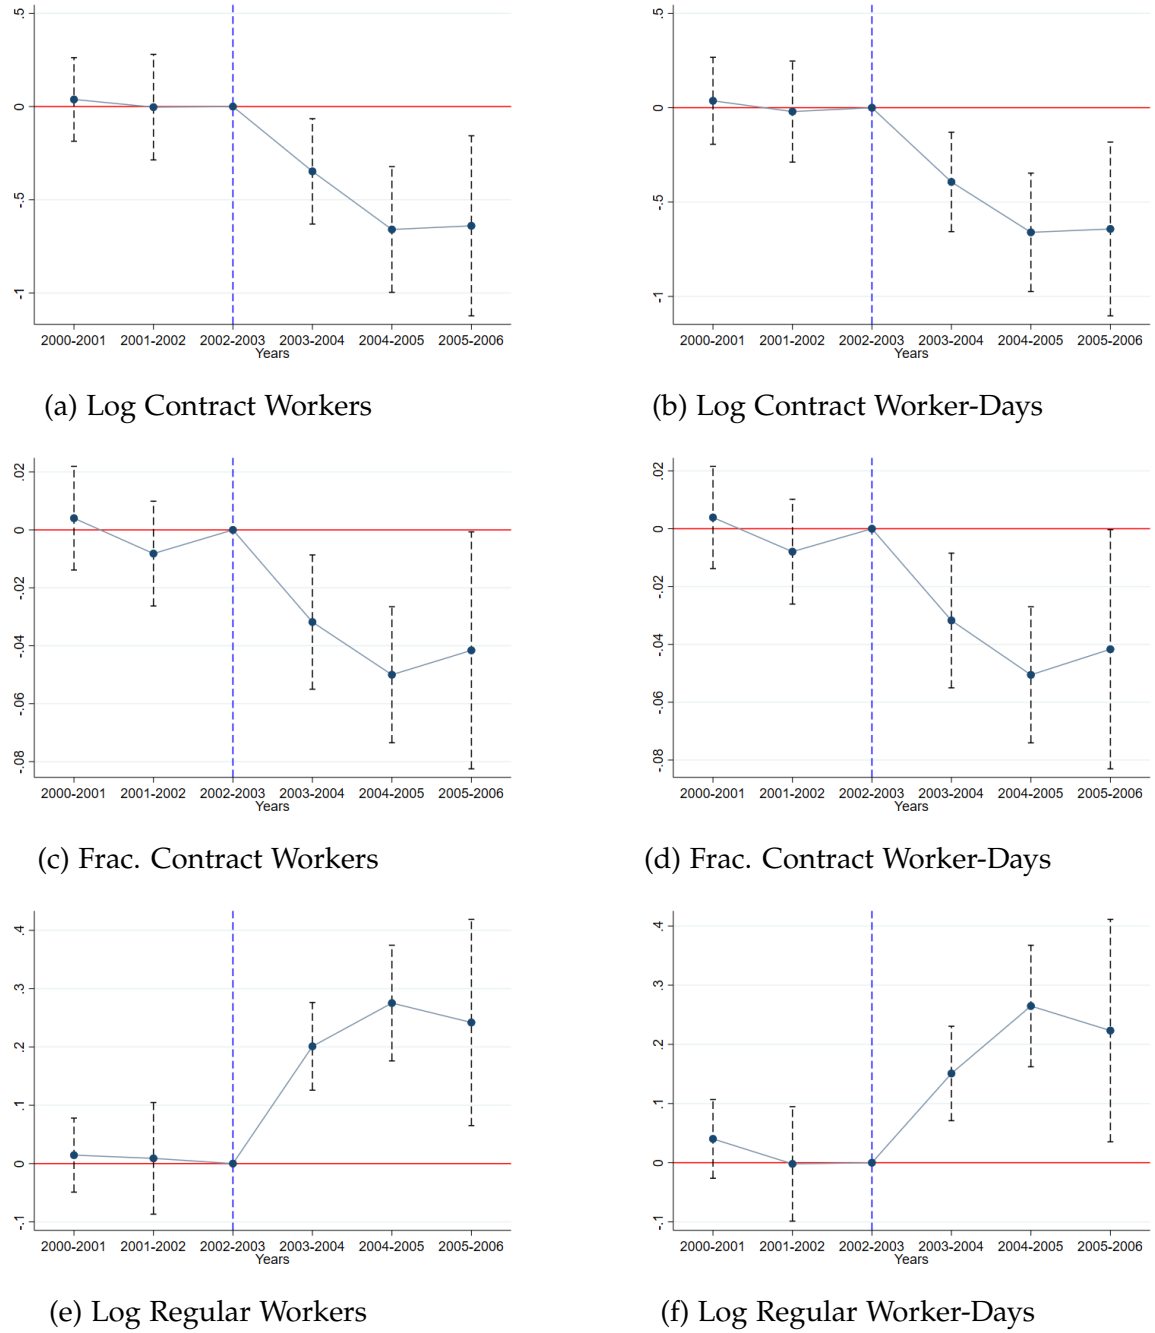 .5
0
-.5
-1
2000-2001 2001-2002 2002-2003 2003-2004 2004-2005 2005-2006
Years
(a) Log Contract Workers
.5
0
-.5
-1
2000-2001 2001-2002 2002-2003 2003-2004 2004-2005 2005-2006
Years
(b) Log Contract Worker-Days
.02
0
-.02
-.04
-.06
-.08
2000-2001 2001-2002 2002-2003 2003-2004 2004-2005 2005-2006
Years
(c) Frac. Contract Workers
.02
0
-.02
-.04
-.06
-.08
2000-2001 2001-2002 2002-2003 2003-2004 2004-2005 2005-2006
Years
(d) Frac. Contract Worker-Days
.4
.3
.2
.1
0
-.1
2000-2001 2001-2002 2002-2003 2003-2004 2004-2005 2005-2006
Years
(e) Log Regular Workers
.4
.3
.2
.1
0
-.1
2000-2001 2001-2002 2002-2003 2003-2004 2004-2005 2005-2006
Years
(f) Log Regular Worker-Days